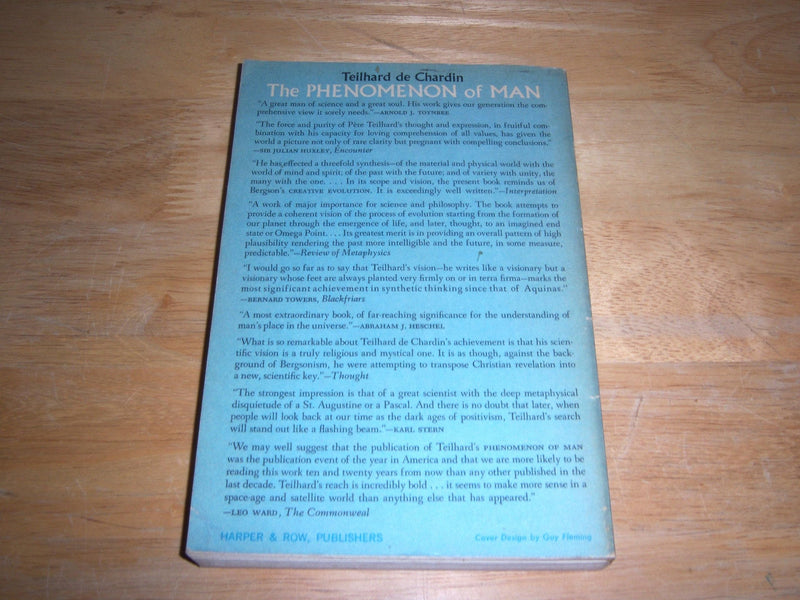 Teilhard de Chardin
The PHENOMENON of MAN
"A great man of science and a great soul. His work gives our generation the com-
prehensive view it sorely needs."—ARNOLD J. TOYNBEE
"The force and purity of Père Teilhard's thought and expression, in fruitful com-
bination with his capacity for loving comprehension of all values, has given the
world a picture not only of rare clarity but pregnant with compelling conclusions."
—SIR JULIAN HUXLEY, Encounter
"He has effected a threefold synthesis—of the material and physical world with the
world of mind and spirit; of the past with the future; and of variety with unity, the
many with the one. . . . In its scope and vision, the present book reminds us of
Bergson's CREATIVE EVOLUTION. It is exceedingly well written."—Interpretation
"A work of major importance for science and philosophy. The book attempts to
provide a coherent vision of the process of evolution starting from the formation of
our planet through the emergence of life, and later, thought, to an imagined end
state or Omega Point. . . . Its greatest merit is in providing an overall pattern of high
plausibility rendering the past more intelligible and the future, in some measure,
predictable."—Review of Metaphysics
"I would go so far as to say that Teilhard's vision—he writes like a visionary but a
visionary whose feet are always planted very firmly on or in terra firma—marks the
most significant achievement in synthetic thinking since that of Aquinas."
—BERNARD TOWERS, Blackfriars
"A most extraordinary book, of far-reaching significance for the understanding of
man's place in the universe."—ABRAHAM J. HESCHEL
"What is so remarkable about Teilhard de Chardin's achievement is that his scien-
tific vision is a truly religious and mystical one. It is as though, against the back-
ground of Bergsonism, he were attempting to transpose Christian revelation into
a new, scientific key."—Thought
"The strongest impression is that of a great scientist with the deep metaphysical
disquietude of a St. Augustine or a Pascal. And there is no doubt that later, when
people will look back at our time as the dark ages of positivism, Teilhard's search
will stand out like a flashing beam."—KARL STERN
"We may well suggest that the publication of Teilhard's PHENOMENON OF MAN
was the publication event of the year in America and that we are more likely to be
reading this work ten and twenty years from now than any other published in the
last decade. Teilhard's reach is incredibly bold . . . it seems to make more sense in a
space-age and satellite world than anything else that has appeared."
—LEO WARD, The Commonweal
HARPER & ROW, PUBLISHERS
Cover Design by Guy Fleming